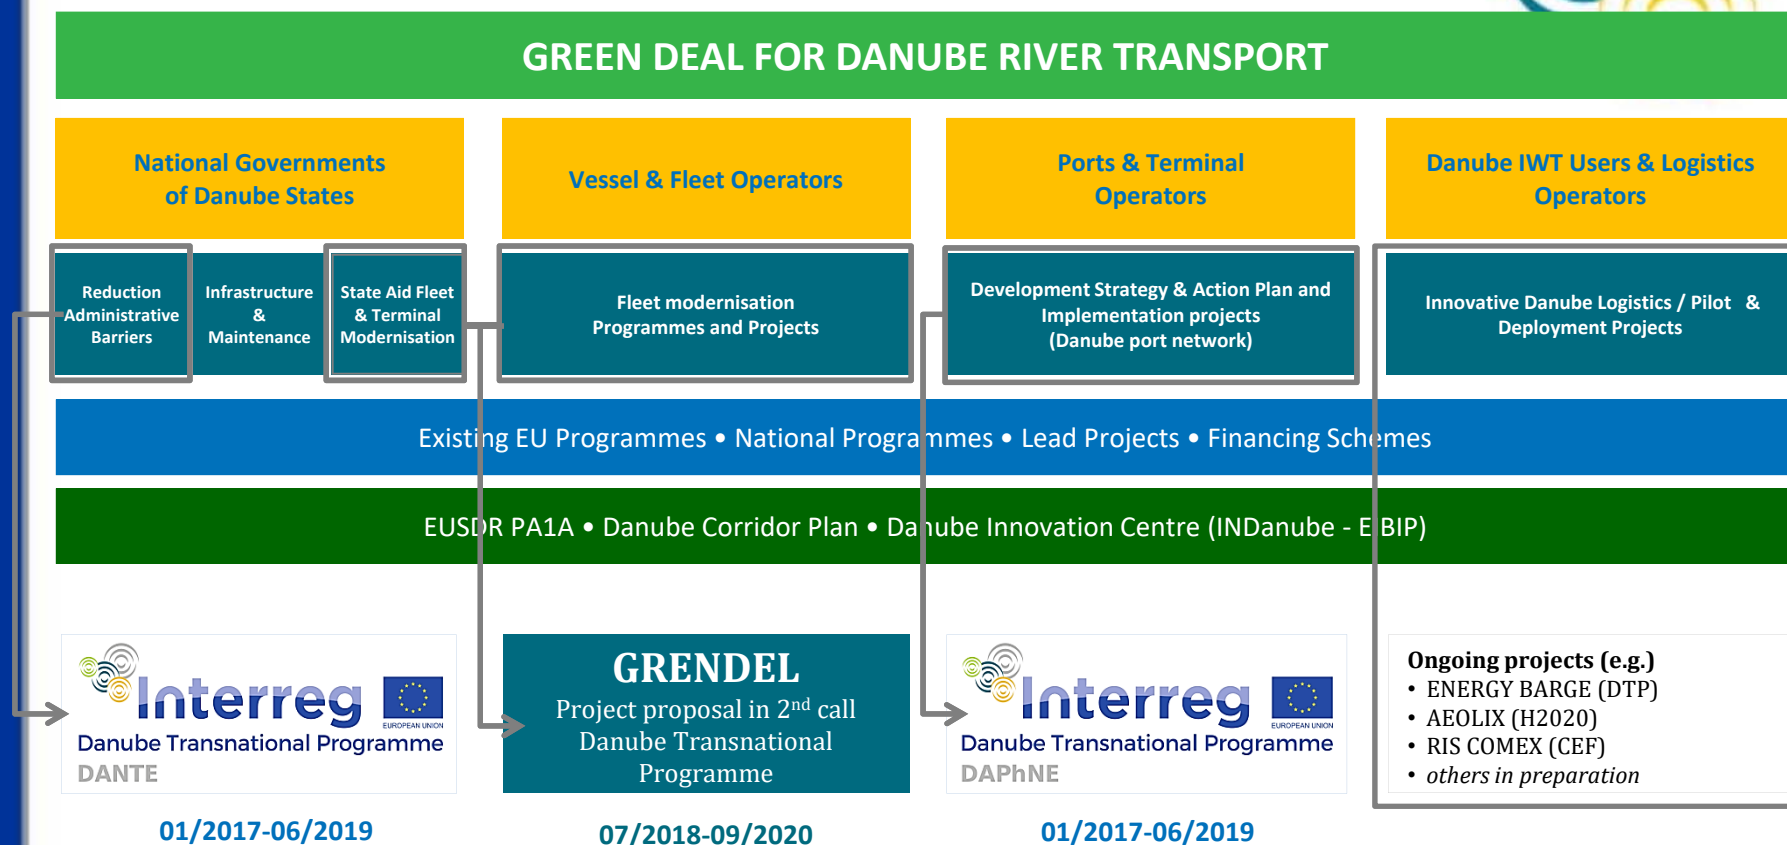 GREEN DEAL FOR DANUBE RIVER TRANSPORT
National Governments
of Danube States
Vessel & Fleet Operators
Ports & Terminal
Operators
Danube IWT Users & Logistics
Operators
Reduction
Administrative
Barriers
Infrastructure
&
Maintenance
State Aid Fleet
& Terminal
Modernisation
Fleet modernisation
Programmes and Projects
Development Strategy & Action Plan and
Implementation projects
(Danube port network)
Innovative Danube Logistics / Pilot &
Deployment Projects
Existing EU Programmes • National Programmes • Lead Projects • Financing Schemes
EUSDR PA1A • Danube Corridor Plan • Danube Innovation Centre (INDanube - EIBIP)
Interreg
EUROPEAN UNION
Danube Transnational Programme
DANTE
01/2017-06/2019
GRENDEL
Project proposal in 2nd call
Danube Transnational
Programme
07/2018-09/2020
Interreg
EUROPEAN UNION
Danube Transnational Programme
DAPhNE
01/2017-06/2019
Ongoing projects (e.g.)
• ENERGY BARGE (DTP)
• AEOLIX (H2020)
• RIS COMEX (CEF)
• others in preparation